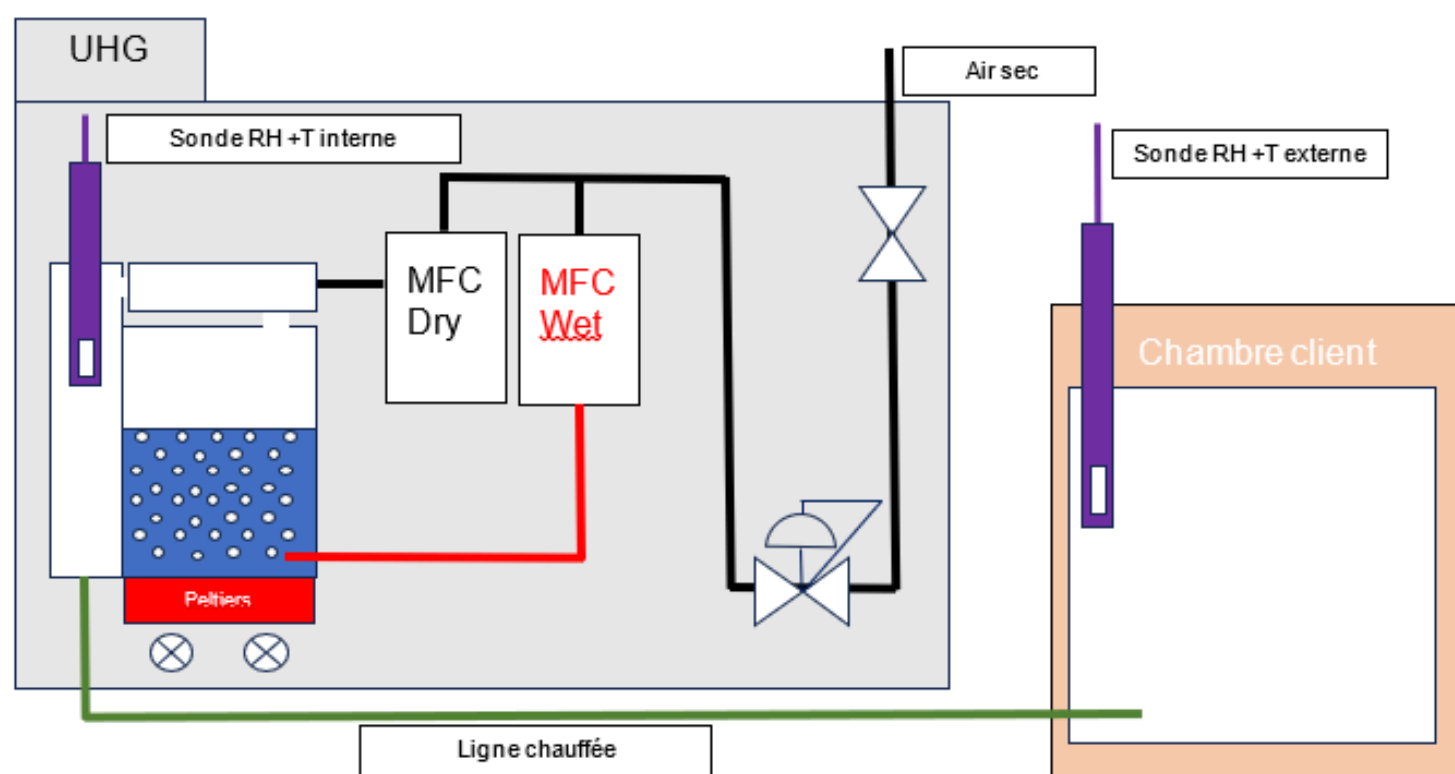 UHG
Air sec
Sonde RH +T interne
Sonde RH +T externe
MFC
Dry
MFC
Wet
Chambre client
Peltiers
Ligne chauffée